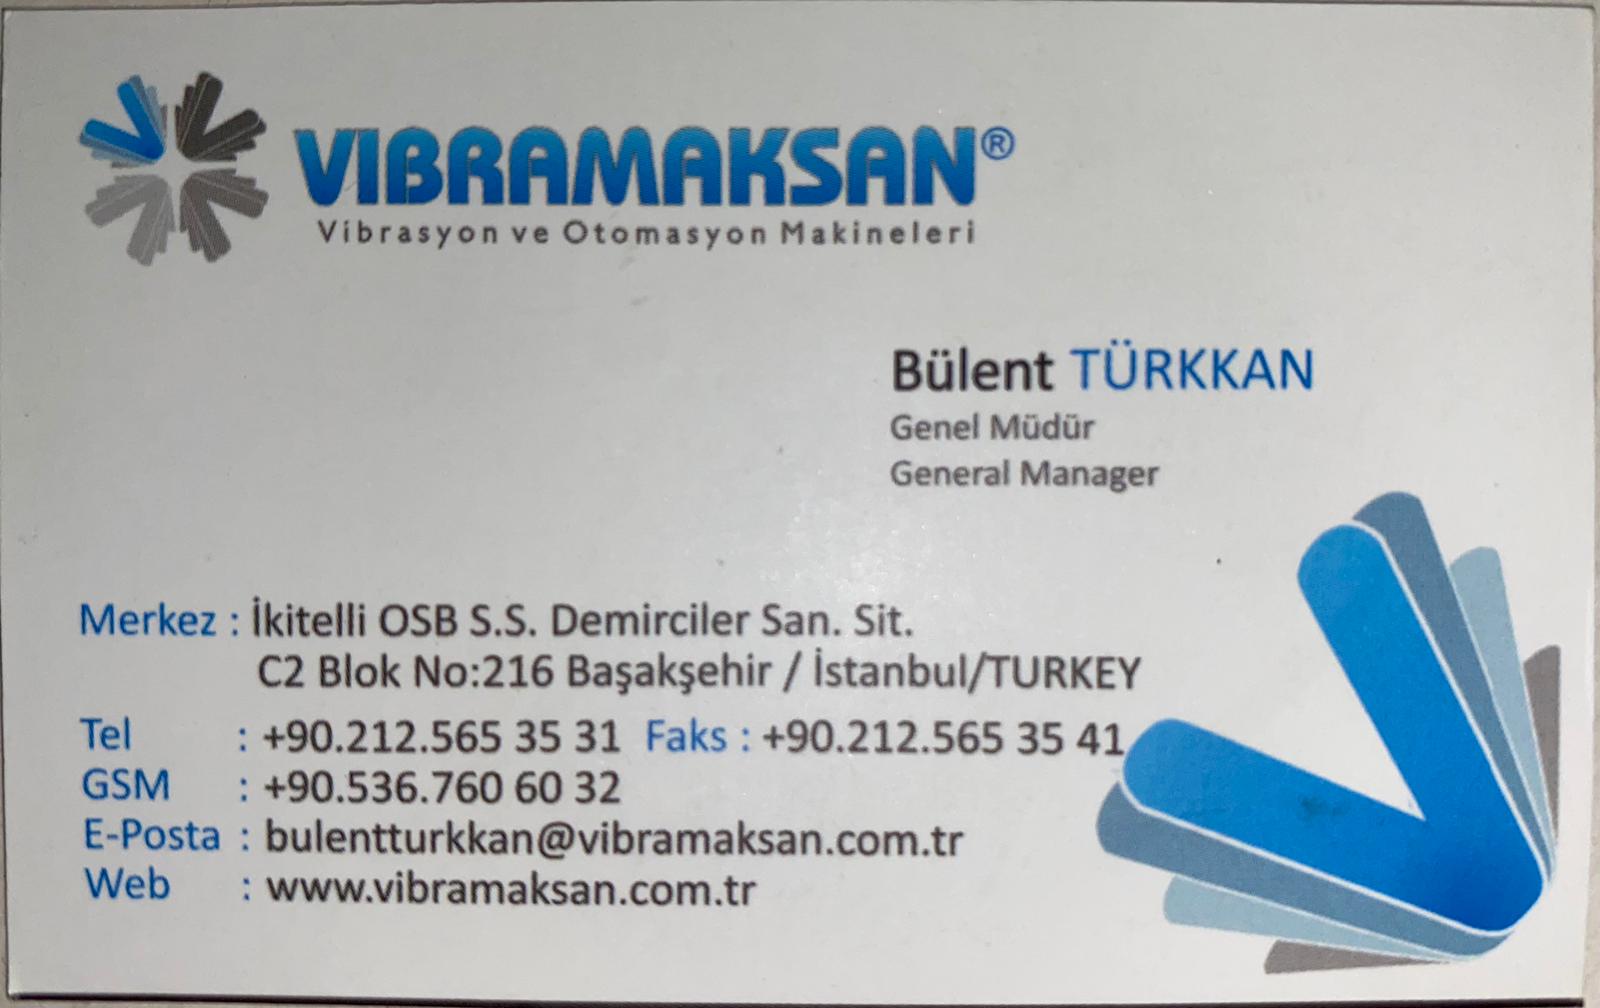 VIBRAMAKSAN®
Vibrasyon ve Otomasyon Makineleri
Bülent TÜRKKAN
Genel Müdür
General Manager
Merkez : İkitelli OSB S.S. Demirciler San. Sit.
C2 Blok No:216 Başakşehir / İstanbul/TURKEY
Tel : +90.212.565 35 31 Faks : +90.212.565 35 41
GSM : +90.536.760 60 32
E-Posta : bulentturkkan@vibramaksan.com.tr
Web : www.vibramaksan.com.tr